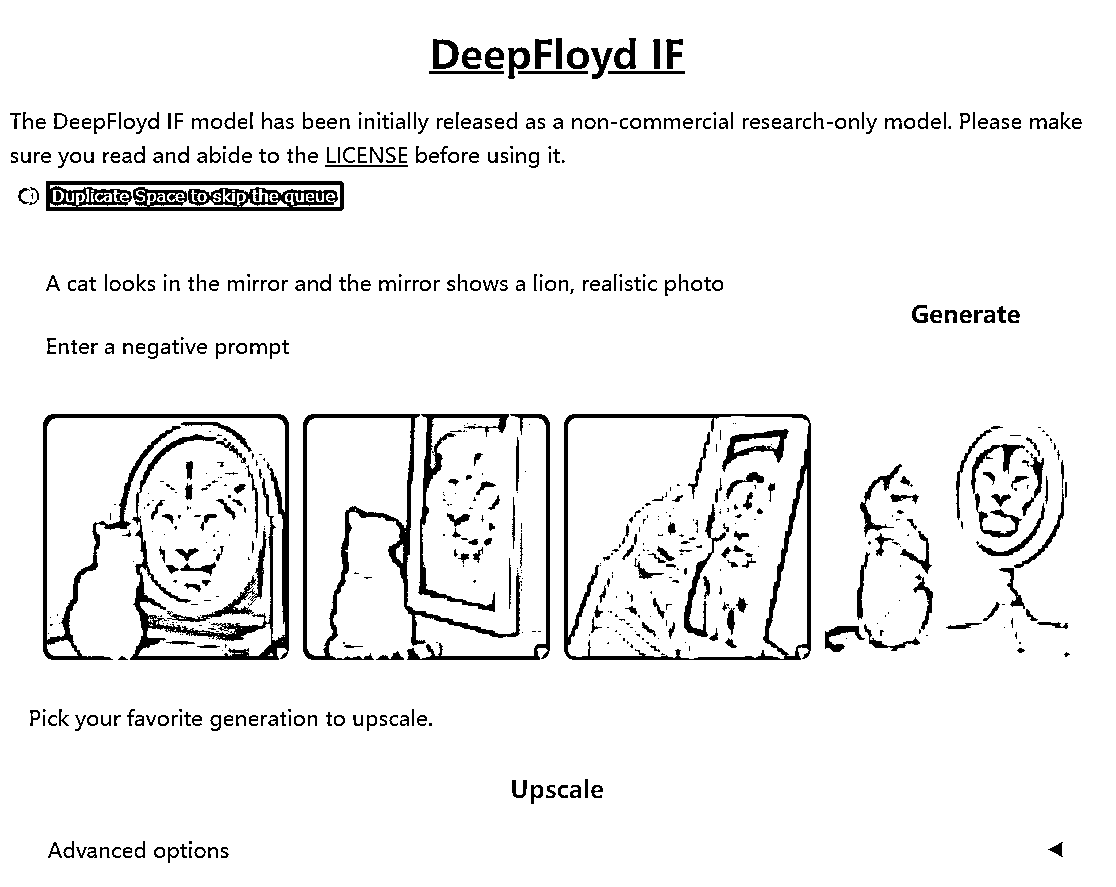 DeepFloyd IF
The DeepFloyd IF model has been initially released as a non-commercial research-only model. Please make
sure you read and abide to the LICENSE before using it.
Duplicate Space to skip the queue
A cat looks in the mirror and the mirror shows a lion, realistic photo
Generate
Enter a negative prompt
Pick your favorite generation to upscale.
Upscale
Advanced options